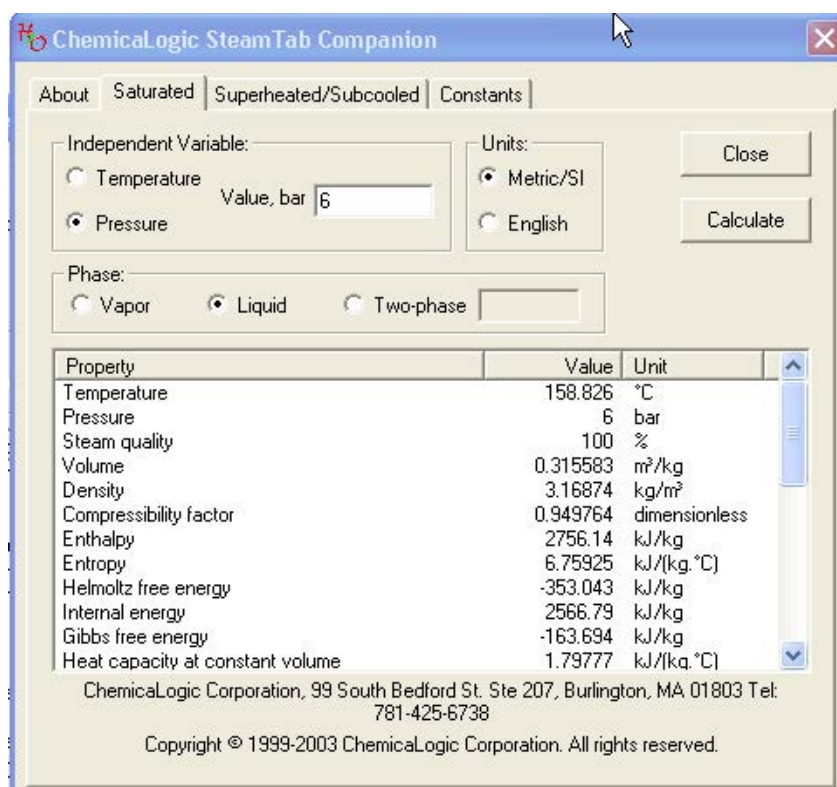 H₂O ChemicaLogic SteamTab Companion
About Saturated Superheated/Subcooled Constants
Independent Variable: Units:
Temperature Value, bar 6 Metric/SI Close
Pressure English Calculate
Phase:
Vapor Liquid Two-phase
Property Value Unit
Temperature 158.826 °C
Pressure 6 bar
Steam quality 100 %
Volume 0.315583 m³/kg
Density 3.16874 kg/m³
Compressibility factor 0.949764 dimensionless
Enthalpy 2756.14 kJ/kg
Entropy 6.75925 kJ/(kg.°C)
Helmoltz free energy -353.043 kJ/kg
Internal energy 2566.79 kJ/kg
Gibbs free energy -163.694 kJ/kg
Heat capacity at constant volume 1.79777 kJ/(kg.°C)
ChemicaLogic Corporation, 99 South Bedford St. Ste 207, Burlington, MA 01803 Tel:
781-425-6738
Copyright © 1999-2003 ChemicaLogic Corporation. All rights reserved.